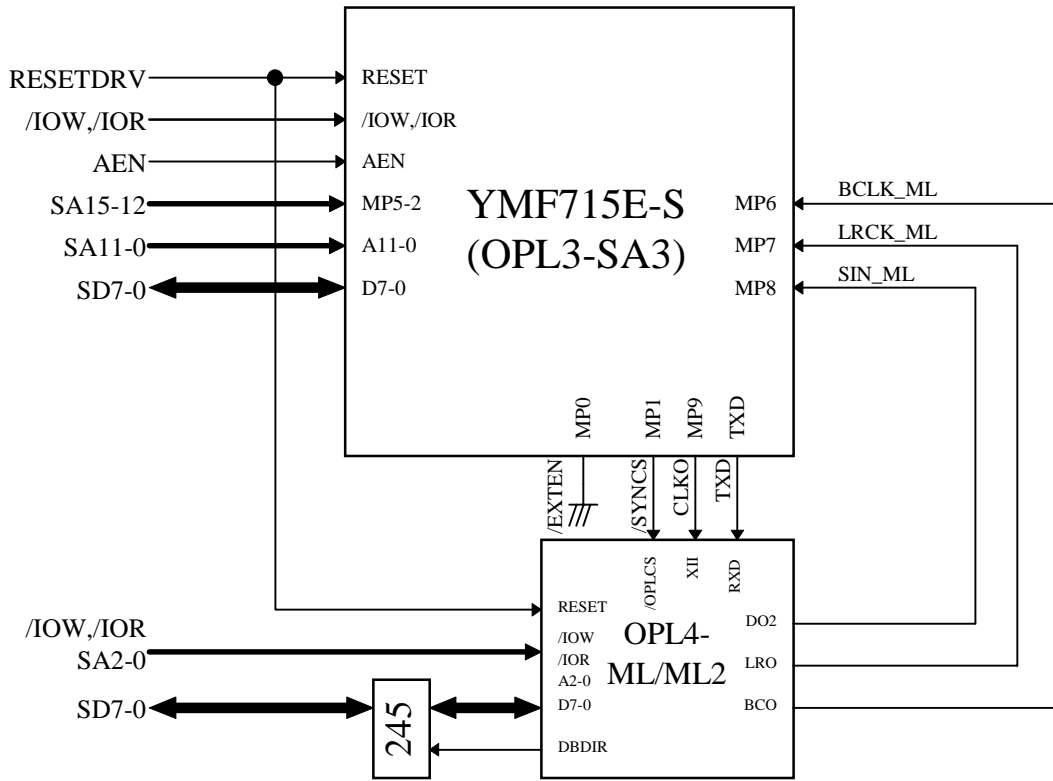 RESETDRV
RESET
/IOW,/IOR
/IOW,/IOR
AEN
AEN
SA15-12
MP5-2
YMF715E-S
MP6
BCLK_ML
SA11-0
A11-0
(OPL3-SA3)
MP7
LRCK_ML
SD7-0
D7-0
MP8
SIN_ML
MP0
MP1
MP9
TXD
/EXTEN
/SYNCS
CLKO
TXD
/OPLCS
XII
RXD
RESET
OPL4-
ML/ML2
DO2
/IOW,/IOR
/IOW
SA2-0
/IOR
A2-0
LRO
SD7-0
245
D7-0
BCO
DBDIR